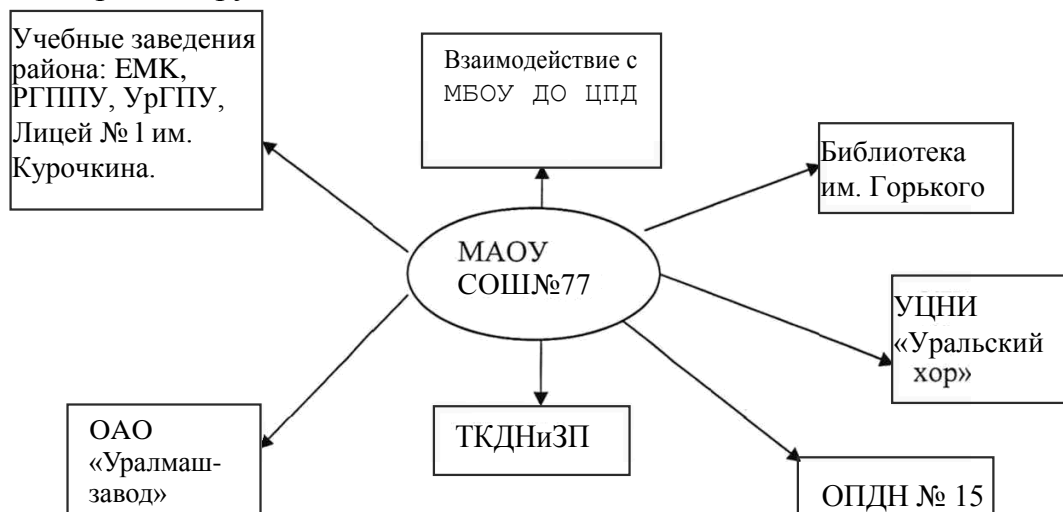 Учебные заведения
района: ЕМК,
РГППУ, УрГПУ,
Лицей № 1 им.
Курочкина.
Взаимодействие с
МБОУ ДО ЦПД
Библиотека
им. Горького
МАОУ
СОШ№77
УЦНИ
«Уральский
хор»
ОАО
«Уралмаш-
завод»
ТКДНиЗП
ОПДН № 15